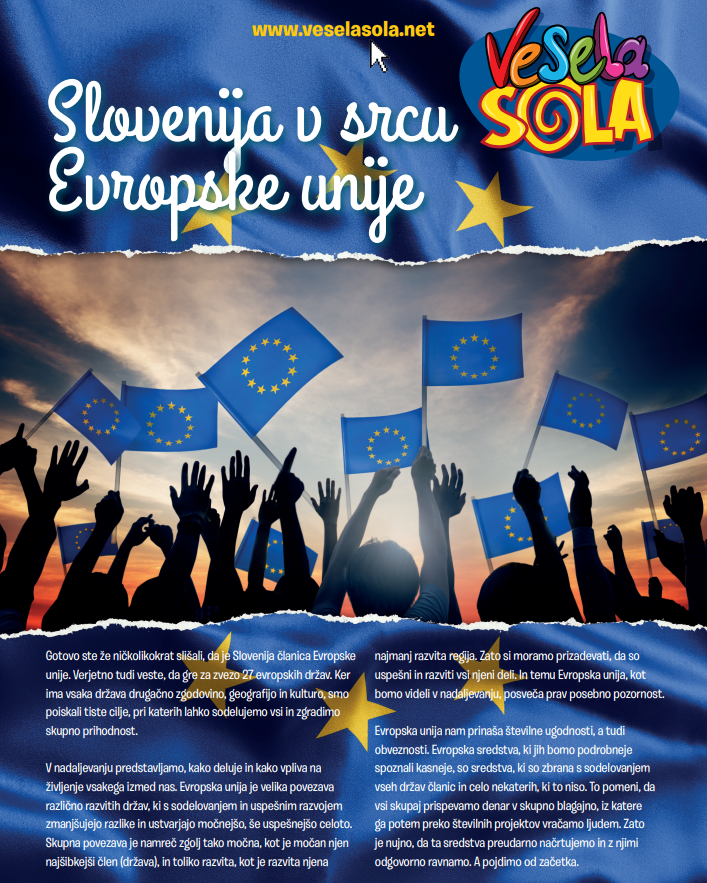 www.veselasola.net
Vesela
SOLA
Slovenija v srcu
Evropske unije
Gotovo ste že ničkolikokrat slišali, da je Slovenija članica Evropske
unije. Verjetno tudi veste, da gre za zvezo 27 evropskih držav. Ker
ima vsaka država drugačno zgodovino, geografijo in kulturo, smo
poiskali tiste cilje, pri katerih lahko sodelujemo vsi in zgradimo
skupno prihodnost.
V nadaljevanju predstavljamo, kako deluje in kako vpliva na
življenje vsakega izmed nas. Evropska unija je velika povezava
različno razvitih držav, ki s sodelovanjem in uspešnim razvojem
zmanjšujejo razlike in ustvarjajo močnejšo, še uspešnejšo celoto.
Skupna povezava je namreč zgolj tako močna, kot je močan njen
najšibkejši člen (država), in toliko razvita, kot je razvita njena
najmanj razvita regija. Zato si moramo prizadevati, da so
uspešni in razviti vsi njeni deli. In temu Evropska unija, kot
bomo videli v nadaljevanju, posveča prav posebno pozornost.
Evropska unija nam prinaša številne ugodnosti, a tudi
obveznosti. Evropska sredstva, ki jih bomo podrobneje
spoznali kasneje, so sredstva, ki so zbrana s sodelovanjem
vseh držav članic in celo nekaterih, ki to niso. To pomeni, da
vsi skupaj prispevamo denar v skupno blagajno, iz katere
ga potem preko številnih projektov vračamo ljudem. Zato
je nujno, da ta sredstva preudarno načrtujemo in z njimi
odgovorno ravnamo. A pojdimo od začetka.